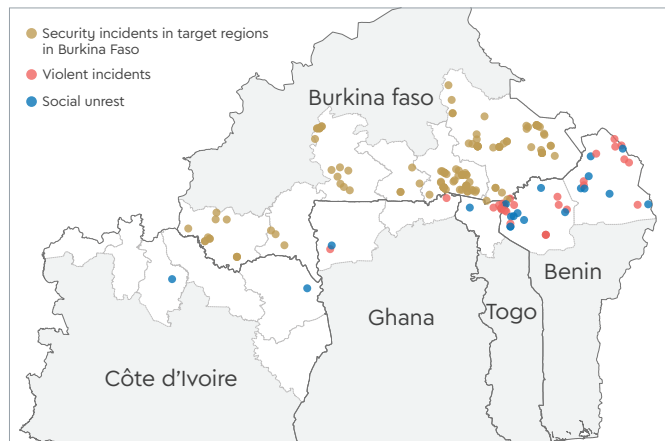 Security incidents in target regions
in Burkina Faso
Violent incidents
Social unrest
Burkina faso
Benin
Togo
Ghana
Côte d'Ivoire